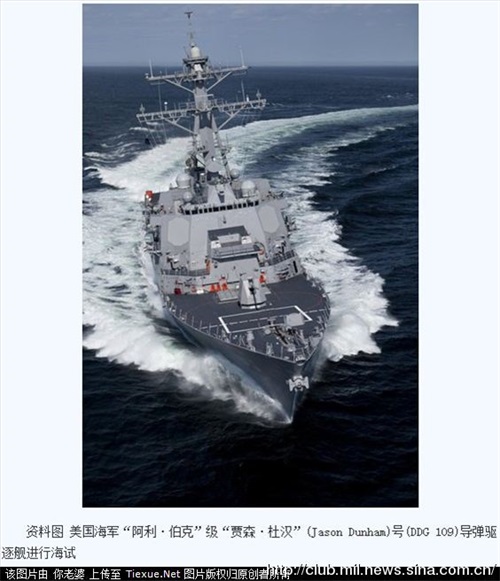 资料图 美国海军“阿利·伯克”级“贾森·杜汉”(Jason Dunham)号(DDG 109)导弹驱
逐舰进行海试
该图片由 你老婆 上传至 Tiexue.Net 图片版权归原创者所有
http://club.mil.news.sina.com.cn/